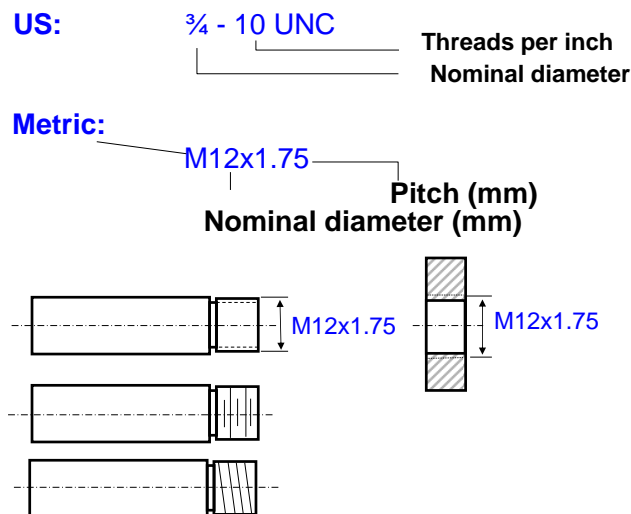 US: ¾ - 10 UNC
Threads per inch
Nominal diameter
Metric:
M12x1.75
Pitch (mm)
Nominal diameter (mm)
M12x1.75
M12x1.75